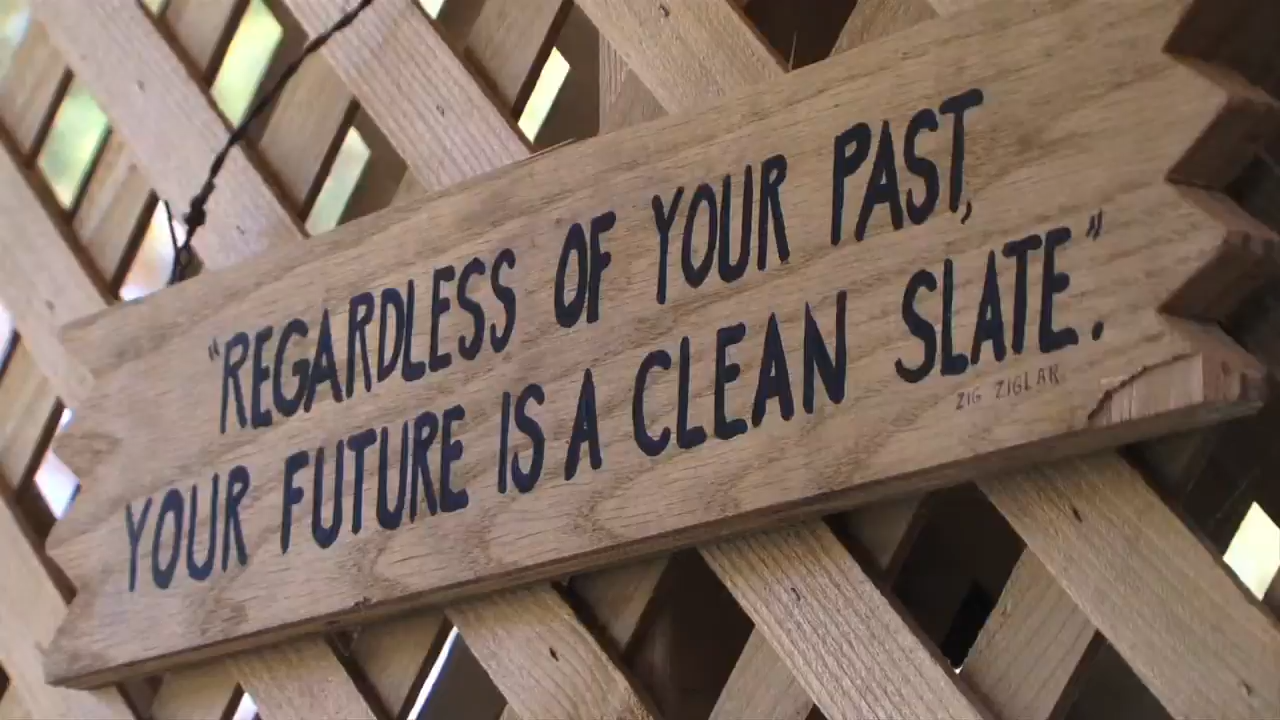 "REGARDLESS OF YOUR PAST,
YOUR FUTURE IS A CLEAN SLATE."
ZIG ZIGLAR